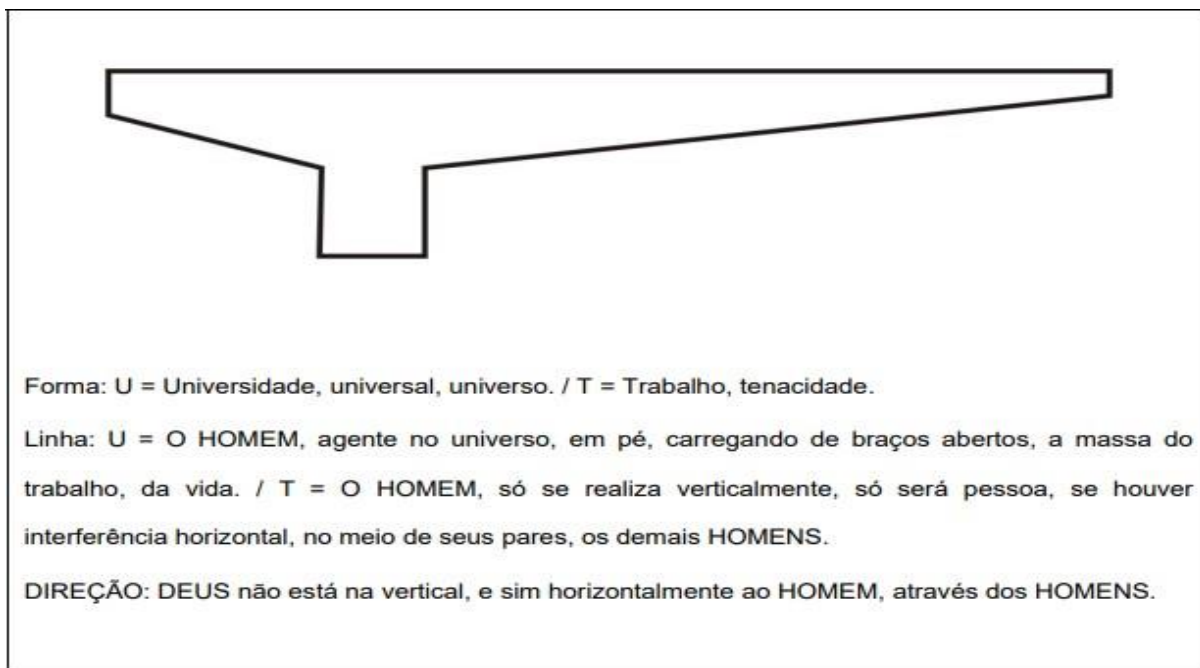 Forma: U = Universidade, universal, universo. / T = Trabalho, tenacidade.
Linha: U = O HOMEM, agente no universo, em pé, carregando de braços abertos, a massa do
trabalho, da vida. / T = O HOMEM, só se realiza verticalmente, só será pessoa, se houver
interferência horizontal, no meio de seus pares, os demais HOMENS.
DIREÇÃO: DEUS não está na vertical, e sim horizontalmente ao HOMEM, através dos HOMENS.